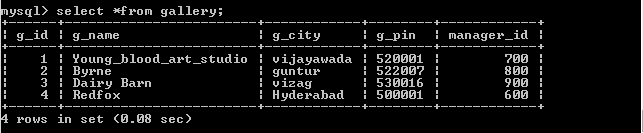 mysql> select *from gallery;
+------+------------------------+------------+--------+------------+
| g_id | g_name                 | g_city     | g_pin  | manager_id |
+------+------------------------+------------+--------+------------+
|    1 | Young_blood_art_studio | vijayawada | 520001 |        700 |
|    2 | Byrne                  | guntur     | 522007 |        800 |
|    3 | Dairy Barn             | vizag      | 530016 |        900 |
|    4 | Redfox                 | Hyderabad  | 500001 |        600 |
+------+------------------------+------------+--------+------------+
4 rows in set (0.08 sec)